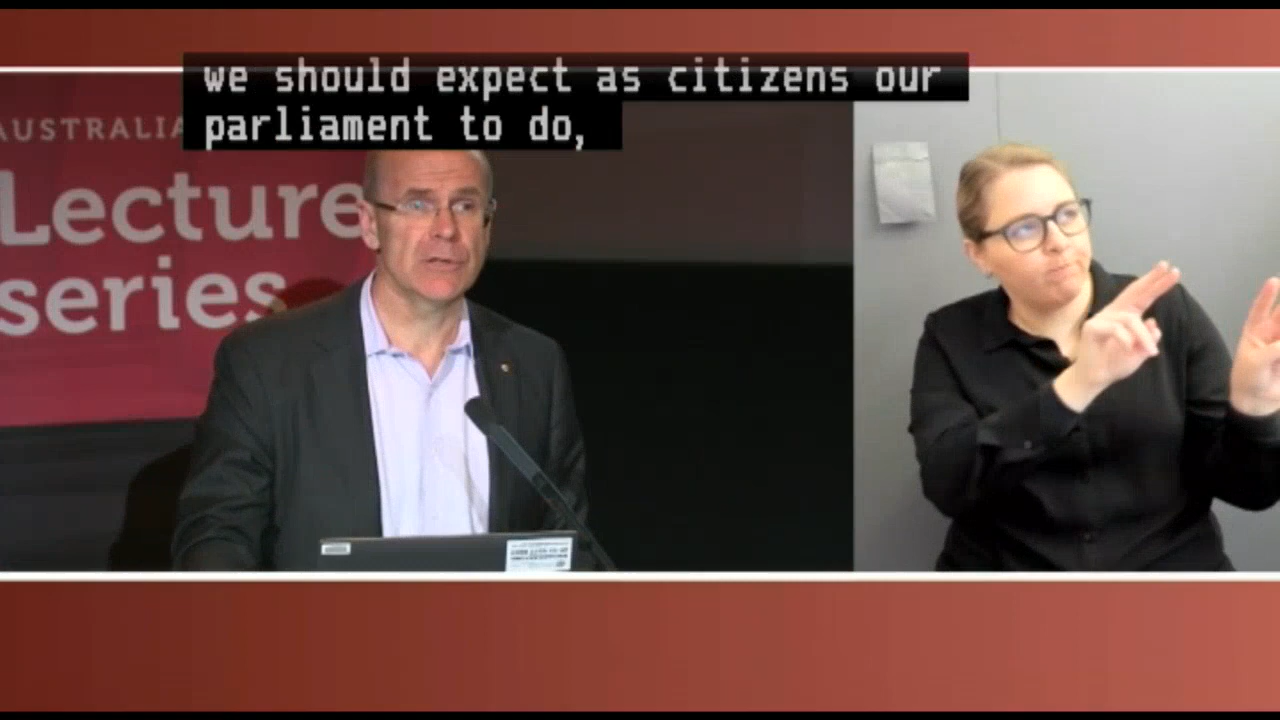 we should expect as citizens our
parliament to do,
AUSTRALIA
Lecture
series